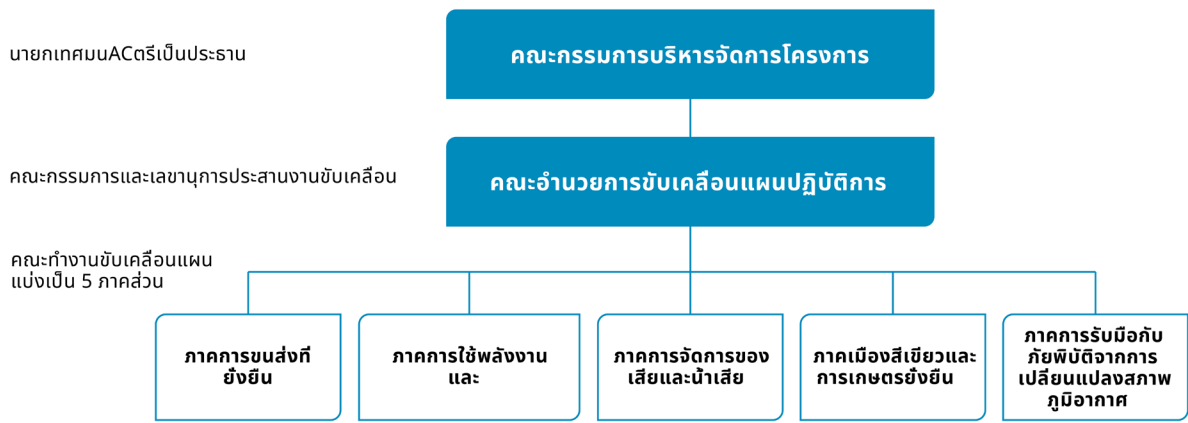 นายกเทศมนACตรีเป็นประธาน
คณะกรรมการบริหารจัดการโครงการ
คณะกรรมการและเลขานุการประสานงานขับเคลื่อน
คณะอำนวยการขับเคลื่อนแผนปฏิบัติการ
คณะทำงานขับเคลื่อนแผน
แบ่งเป็น 5 ภาคส่วน
ภาคการขนส่งที่
ยั่งยืน
ภาคการใช้พลังงาน
และ
ภาคการจัดการของ
เสียและน้ำเสีย
ภาคเมืองสีเขียวและ
การเกษตรยั่งยืน
ภาคการรับมือกับ
ภัยพิบัติจากการ
เปลี่ยนแปลงสภาพ
ภูมิอากาศ